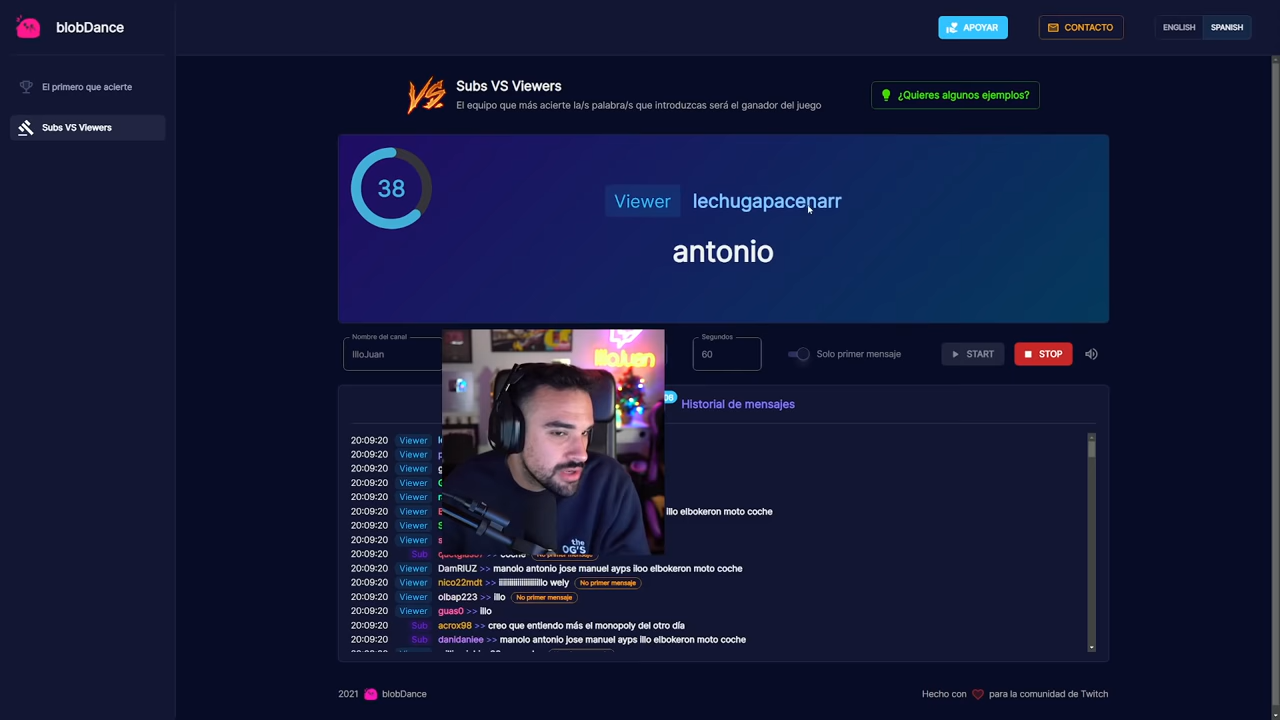 blobDance
APOYAR
CONTACTO
ENGLISH
SPANISH
El primero que acierte
Subs VS Viewers
VS
Subs VS Viewers
El equipo que más acierte la/s palabra/s que introduzcas será el ganador del juego
¿Quieres algunos ejemplos?
38
Viewer lechugapacenarr
antonio
Nombre del canal
IlloJuan
Segundos
60
Solo primer mensaje
START
STOP
illoJuan
Historial de mensajes
20:09:20 Viewer
20:09:20 Viewer
20:09:20 Viewer
20:09:20 Viewer
20:09:20 Viewer
20:09:20 Viewer illo elbokeron moto coche
20:09:20 Viewer
20:09:20 Viewer
20:09:20 Sub >> coche No primer mensaje
20:09:20 Viewer DamRIUZ >> manolo antonio jose manuel ayps iloo elbokeron moto coche
20:09:20 Viewer nico22mdt >> iiiiiiiiiiiiiiiiiiiiillo wely No primer mensaje
20:09:20 Viewer olbap223 >> illo No primer mensaje
20:09:20 Viewer guas0 >> illo
20:09:20 Sub acrox98 >> creo que entiendo más el monopoly del otro día
20:09:20 Sub danidaniee >> manolo antonio jose manuel ayps illo elbokeron moto coche
the
OG'S
2021 blobDance
Hecho con para la comunidad de Twitch